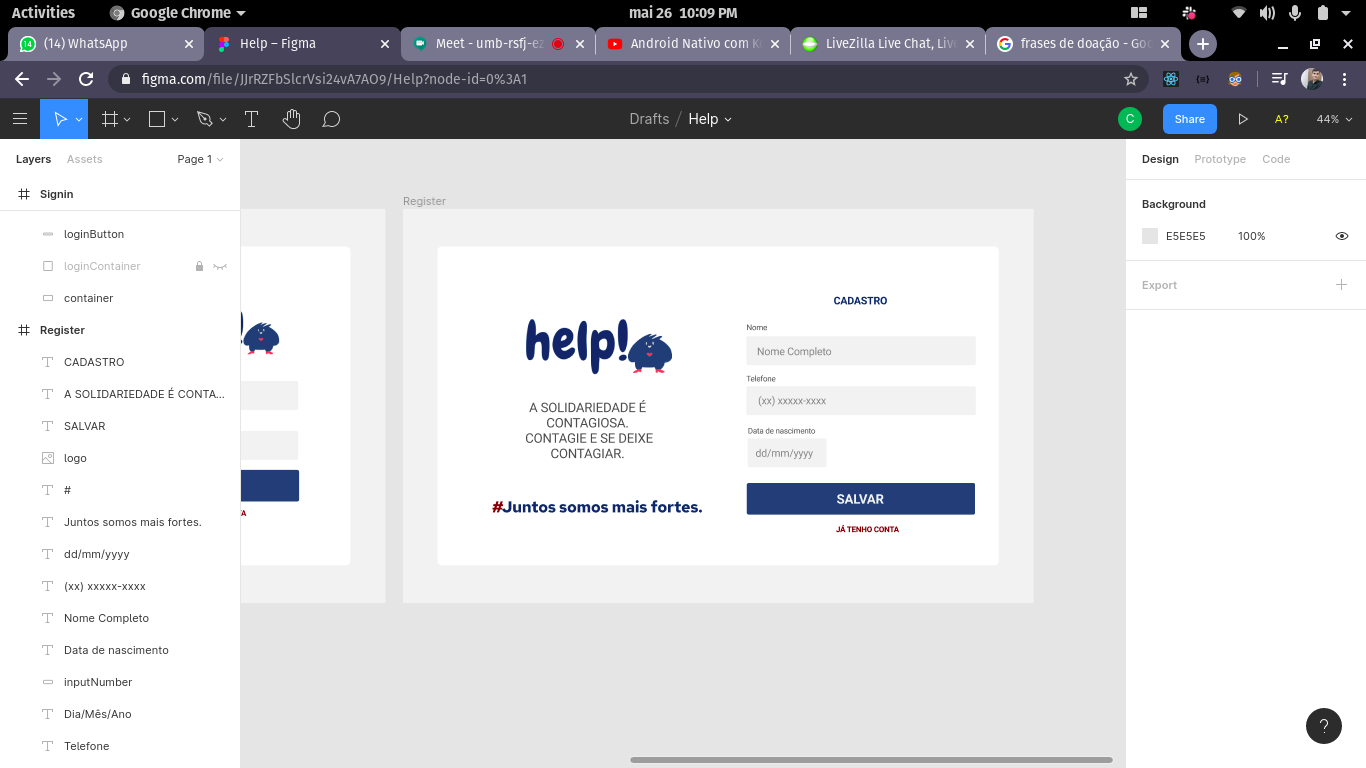 Activities
Google Chrome
mai 26 10:09 PM
(14) WhatsApp
Help – Figma
Meet - umb-rsfj-ez
Android Nativo com K
LiveZilla Live Chat, Liv
frases de doação - Goo
figma.com/file/JJrRZFbSlcrVsi24vA7AO9/Help?node-id=0%3A1
Drafts / Help
C
Share
A?
44%
Layers
Assets
Page 1
Signin
loginButton
loginContainer
container
Register
CADASTRO
A SOLIDARIEDADE É CONTA...
SALVAR
logo
#
Juntos somos mais fortes.
dd/mm/yyyy
(xx) xxxxx-xxxx
Nome Completo
Data de nascimento
inputNumber
Dia/Mês/Ano
Telefone
TA
Register
help!
A SOLIDARIEDADE É
CONTAGIOSA.
CONTAGIE E SE DEIXE
CONTAGIAR.
#Juntos somos mais fortes.
CADASTRO
Nome
Nome Completo
Telefone
(xx) xxxxx-xxxx
Data de nascimento
dd/mm/yyyy
SALVAR
JÁ TENHO CONTA
Design
Prototype
Code
Background
E5E5E5
100%
Export
?